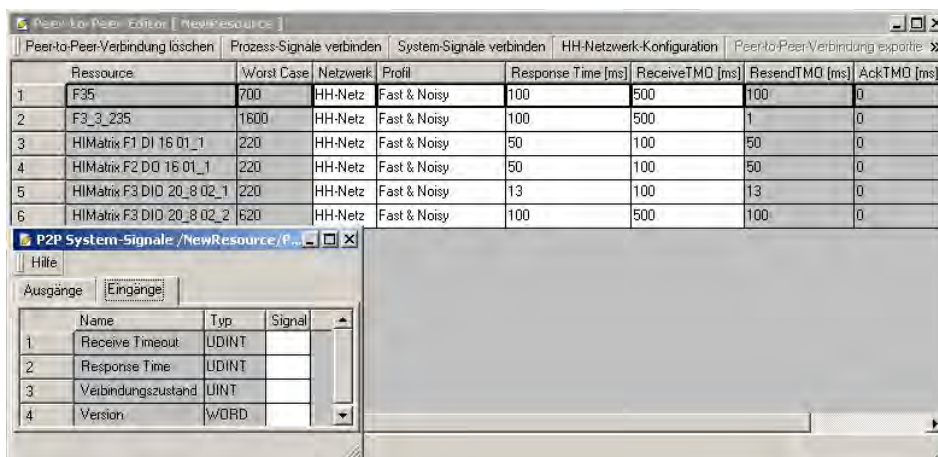 Peer-to-Peer Editor [ NewResource ]
Peer-to-Peer-Verbindung löschen Prozess-Signale verbinden System-Signale verbinden HH-Netzwerk-Konfiguration Peer-to-Peer-Verbindung exportie »
Ressource Worst Case Netzwerk Profil Response Time [ms] ReceiveTMO [ms] ResendTMO [ms] AckTMO [ms]
1 F35 700 HH-Netz Fast & Noisy 100 500 100 0
2 F3_3_235 1600 HH-Netz Fast & Noisy 100 500 1 0
3 HIMatrix F1 DI 16 01_1 220 HH-Netz Fast & Noisy 50 100 50 0
4 HIMatrix F2 DO 16 01_1 220 HH-Netz Fast & Noisy 50 100 50 0
5 HIMatrix F3 DIO 20_8 02_1 220 HH-Netz Fast & Noisy 13 100 13 0
6 HIMatrix F3 DIO 20_8 02_2 620 HH-Netz Fast & Noisy 100 500 100 0
P2P System-Signale /NewResource/P...
Hilfe
Ausgänge Eingänge
Name Typ Signal
1 Receive Timeout UDINT
2 Response Time UDINT
3 Verbindungszustand UINT
4 Version WORD